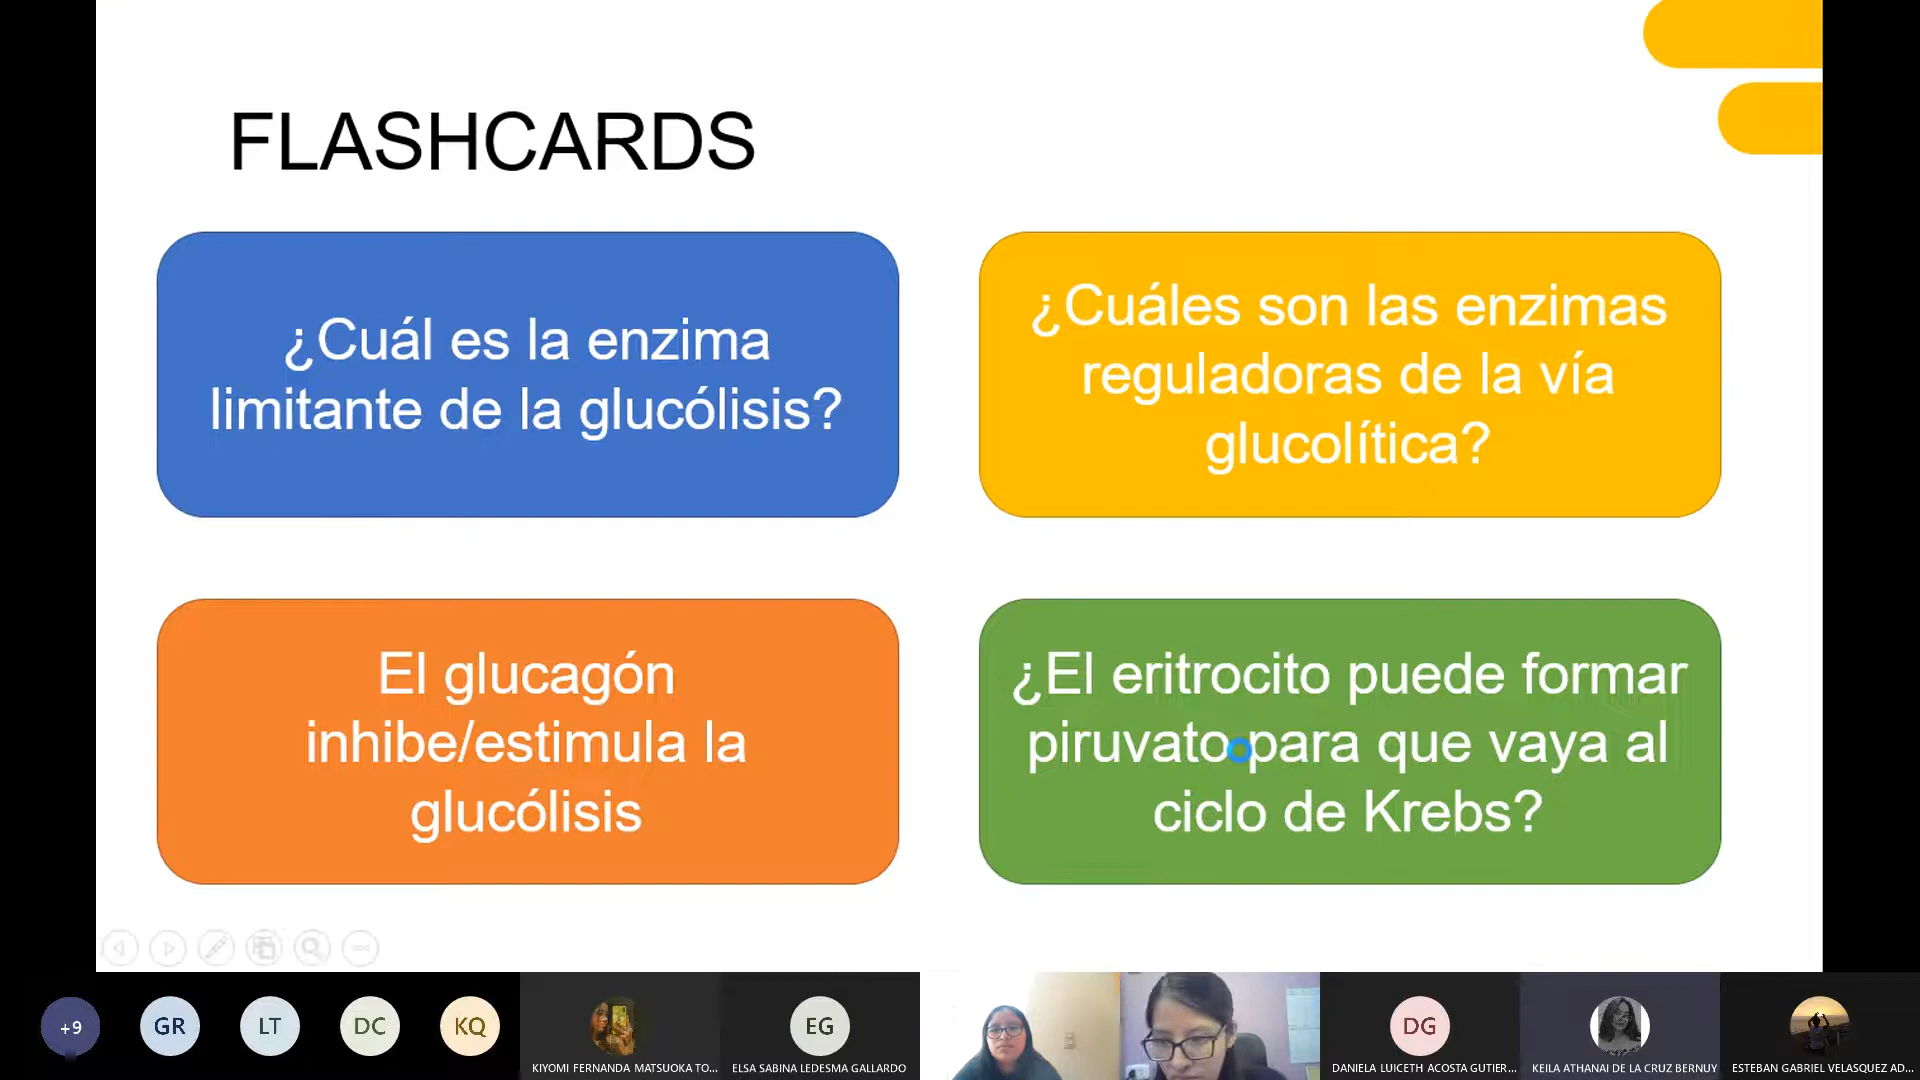 FLASHCARDS
¿Cuál es la enzima
limitante de la glucólisis?
¿Cuáles son las enzimas
reguladoras de la vía
glucolítica?
El glucagón
inhibe/estimula la
glucólisis
¿El eritrocito puede formar
piruvato para que vaya al
ciclo de Krebs?
+9
GR
LT
DC
KQ
KIYOMI FERNANDA MATSUOKA TO...
EG
ELSA SABINA LEDESMA GALLARDO
DG
DANIELA LUICETH ACOSTA GUTIER...
KEILA ATHANAI DE LA CRUZ BERNUY
ESTEBAN GABRIEL VELASQUEZ AD...